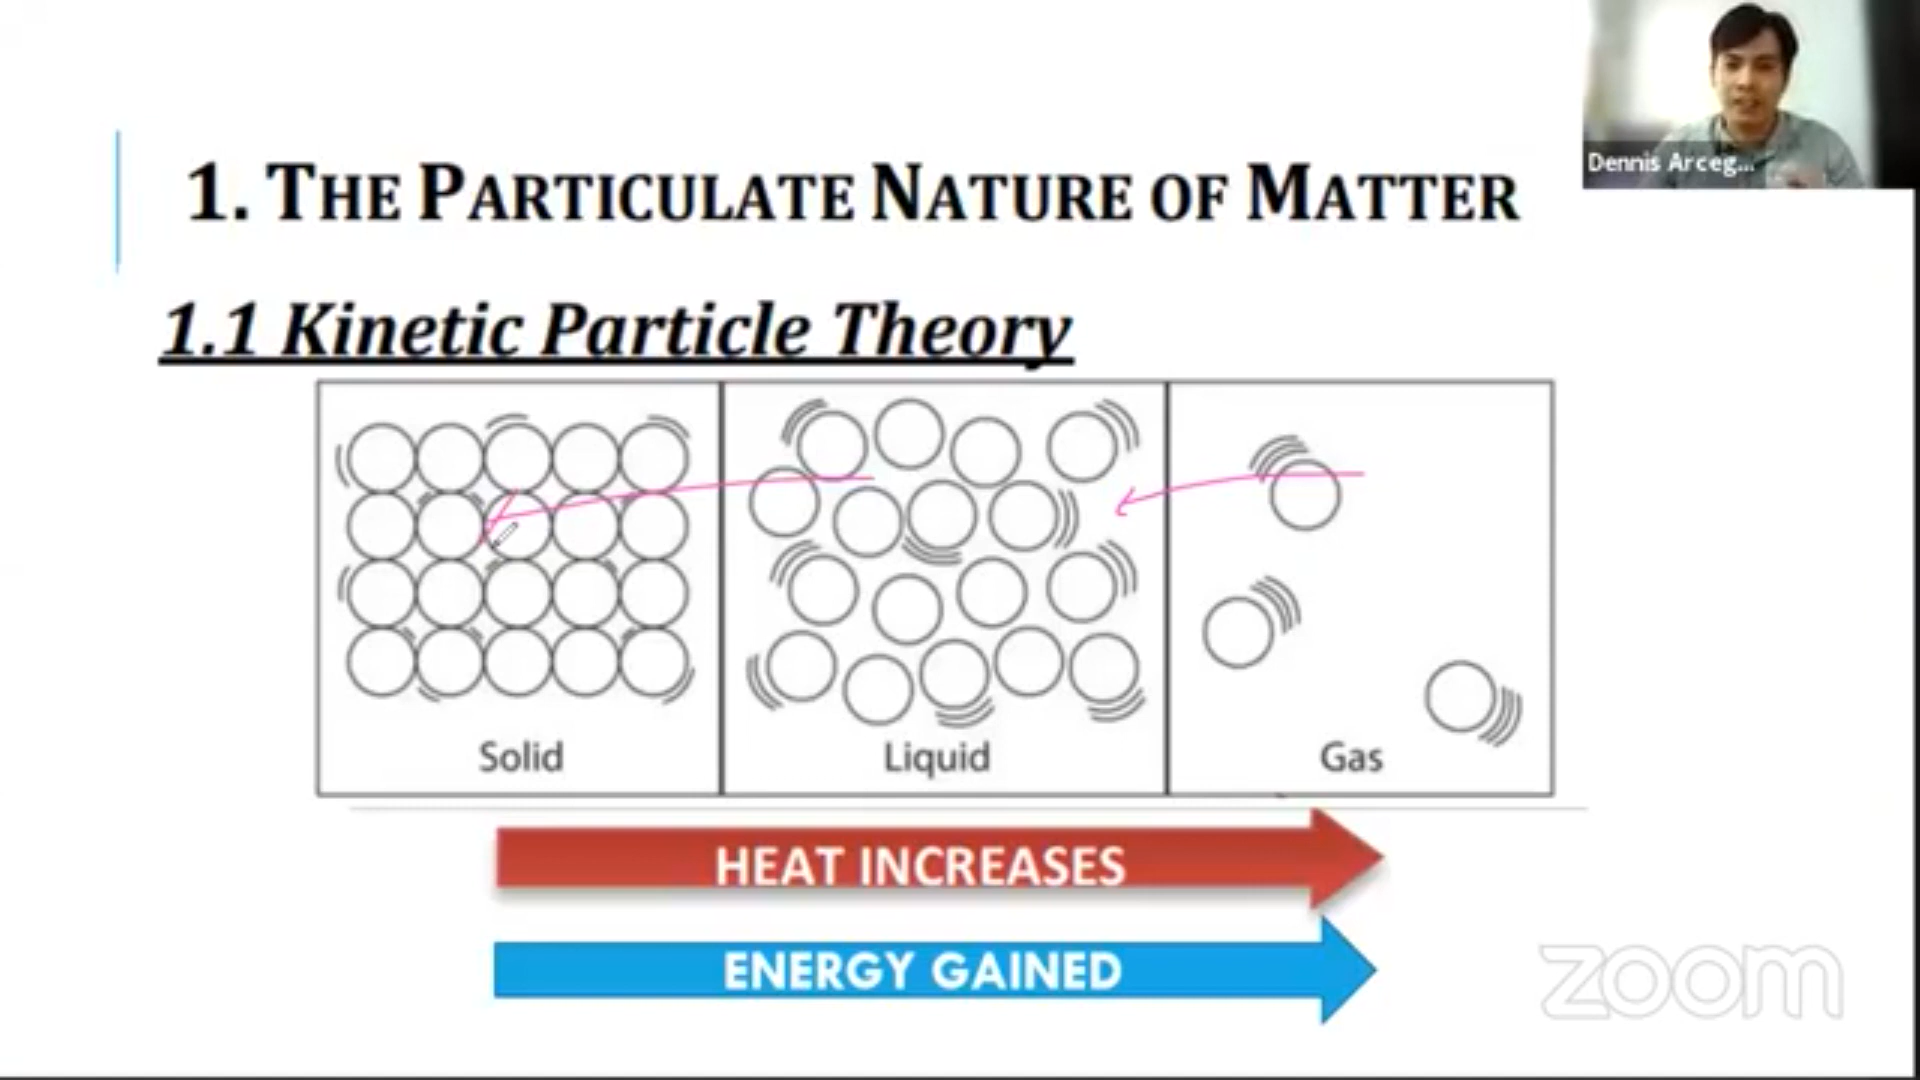 Dennis Arceg...
1. THE PARTICULATE NATURE OF MATTER
1.1 Kinetic Particle Theory
Solid
Liquid
Gas
HEAT INCREASES
ENERGY GAINED
zoom